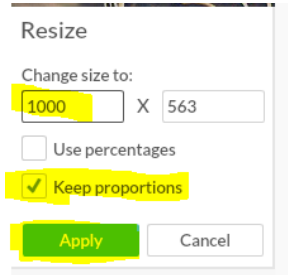 Resize
Change size to:
1000 X 563
Use percentages
Keep proportions
Apply Cancel